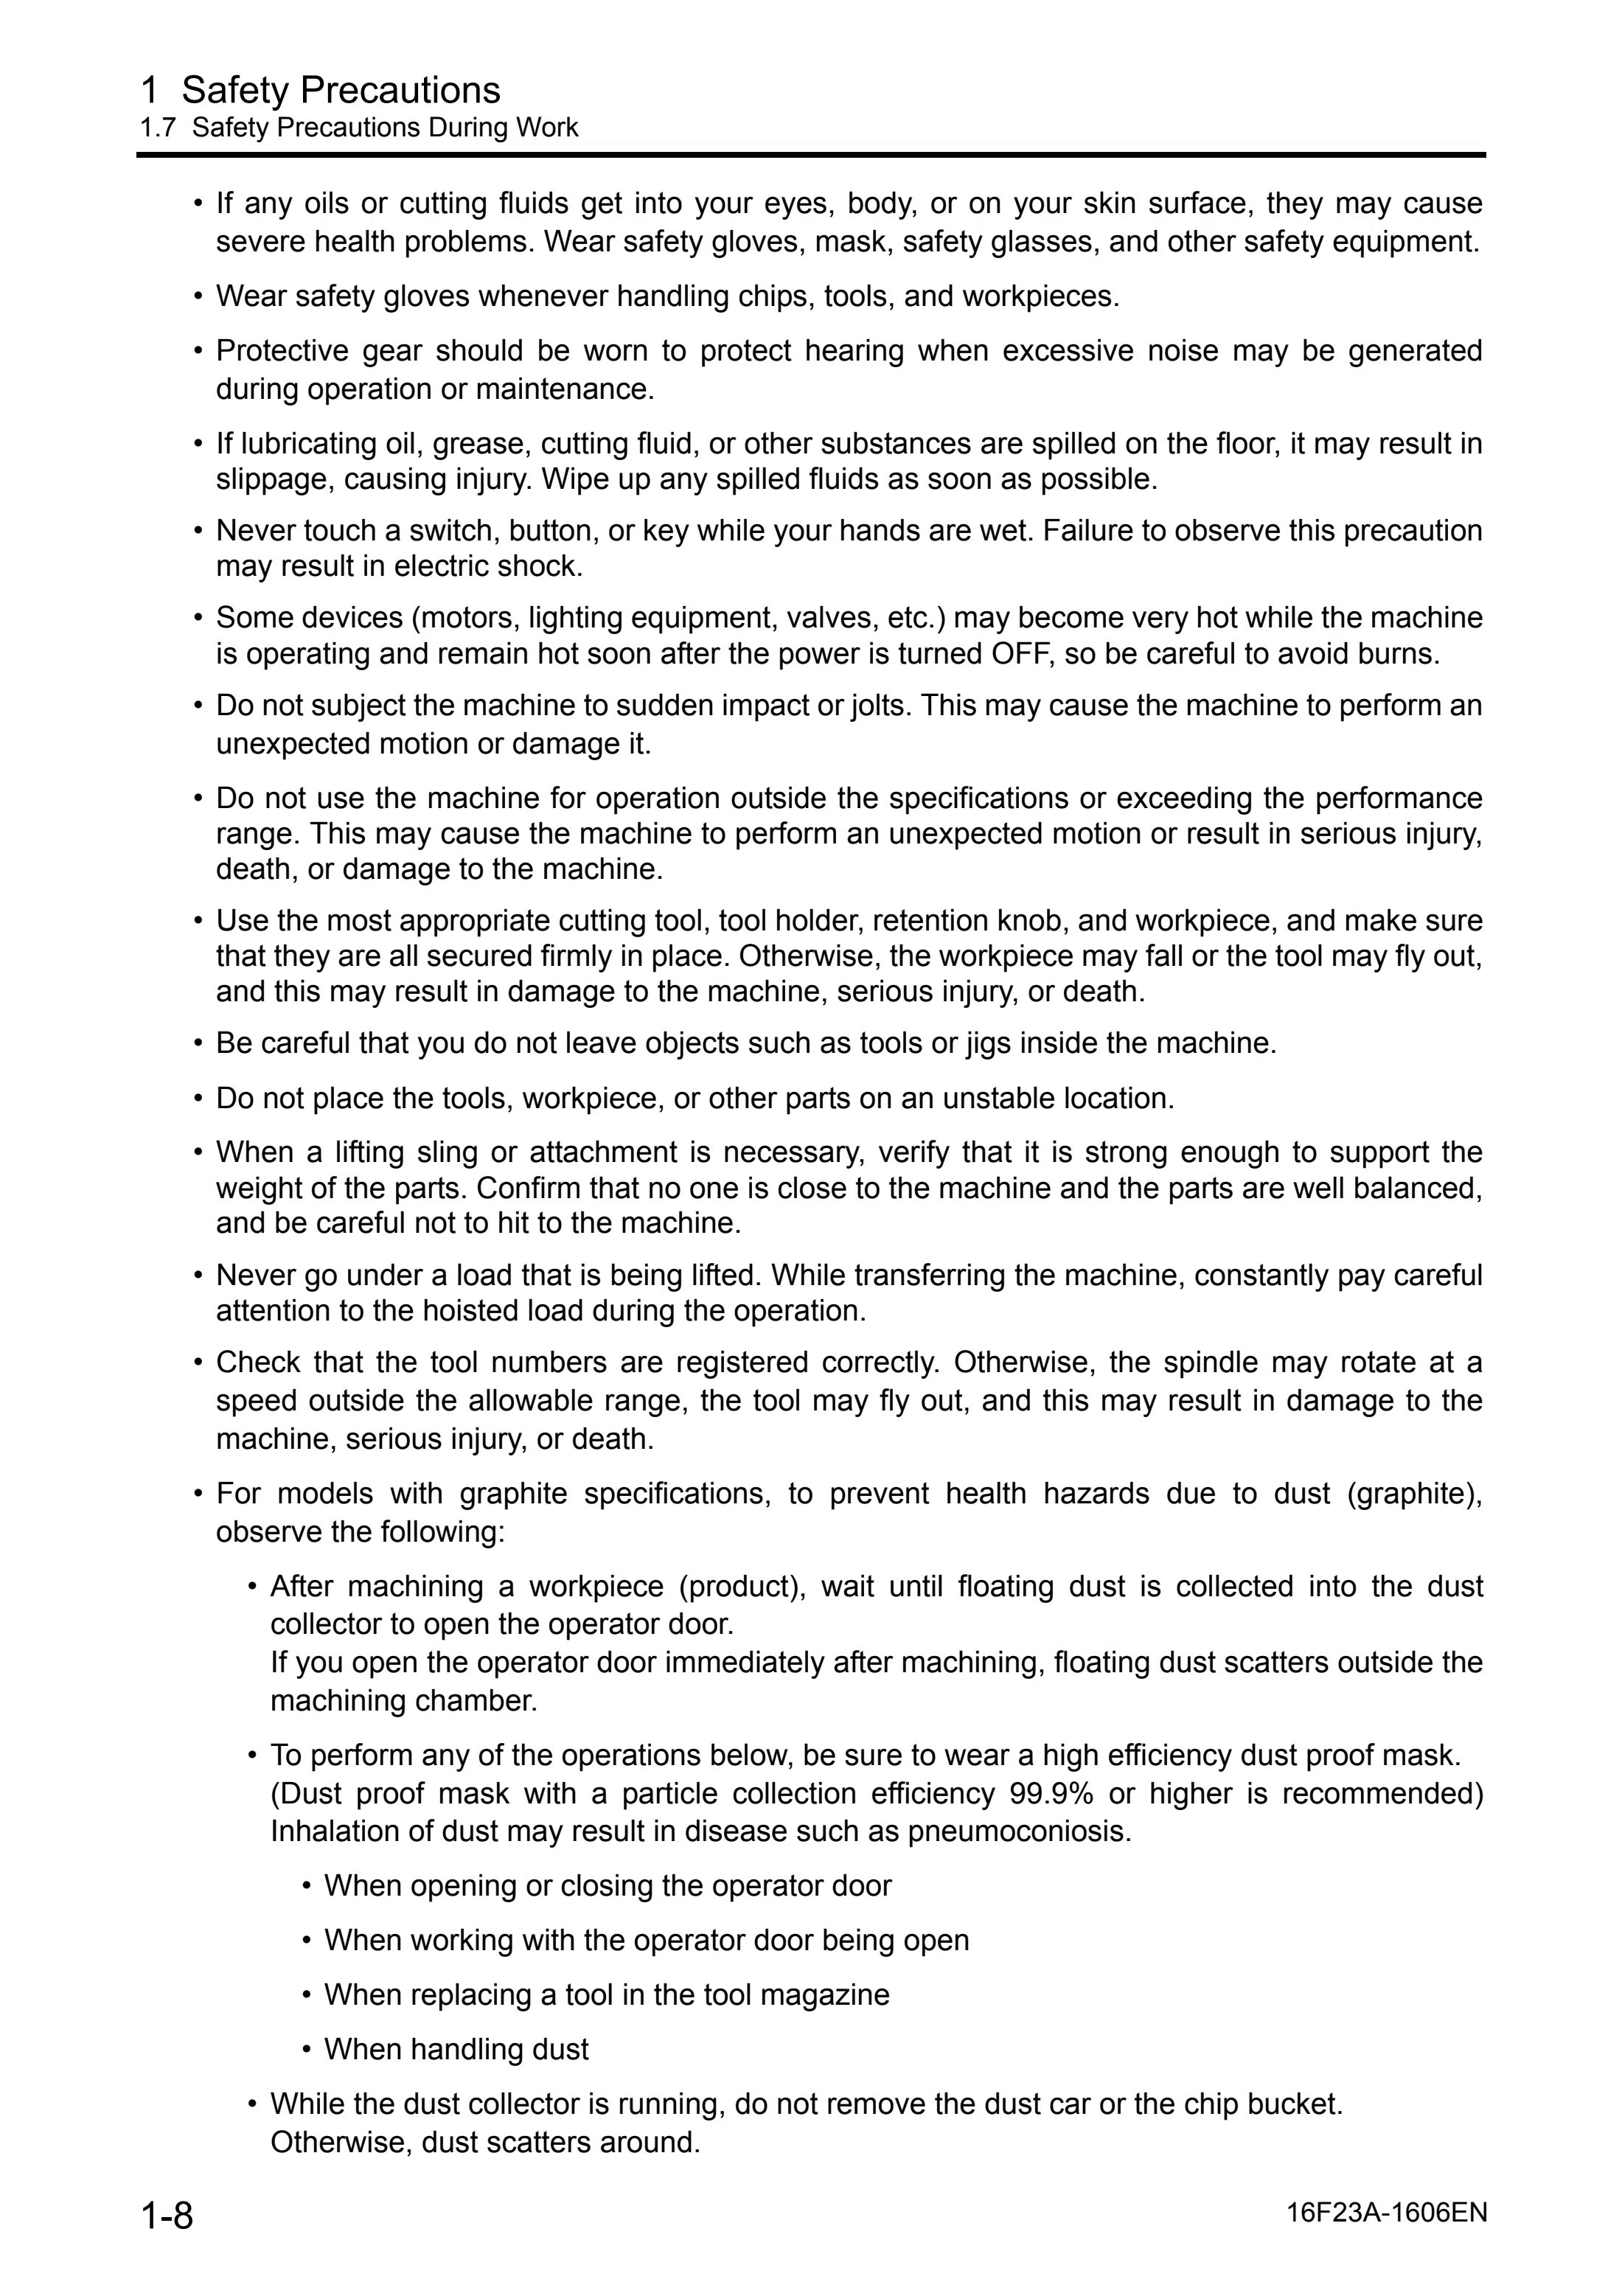 1 Safety Precautions
1.7 Safety Precautions During Work
• If any oils or cutting fluids get into your eyes, body, or on your skin surface, they may cause
severe health problems. Wear safety gloves, mask, safety glasses, and other safety equipment.
• Wear safety gloves whenever handling chips, tools, and workpieces.
• Protective gear should be worn to protect hearing when excessive noise may be generated
during operation or maintenance.
• If lubricating oil, grease, cutting fluid, or other substances are spilled on the floor, it may result in
slippage, causing injury. Wipe up any spilled fluids as soon as possible.
• Never touch a switch, button, or key while your hands are wet. Failure to observe this precaution
may result in electric shock.
• Some devices (motors, lighting equipment, valves, etc.) may become very hot while the machine
is operating and remain hot soon after the power is turned OFF, so be careful to avoid burns.
• Do not subject the machine to sudden impact or jolts. This may cause the machine to perform an
unexpected motion or damage it.
• Do not use the machine for operation outside the specifications or exceeding the performance
range. This may cause the machine to perform an unexpected motion or result in serious injury,
death, or damage to the machine.
• Use the most appropriate cutting tool, tool holder, retention knob, and workpiece, and make sure
that they are all secured firmly in place. Otherwise, the workpiece may fall or the tool may fly out,
and this may result in damage to the machine, serious injury, or death.
• Be careful that you do not leave objects such as tools or jigs inside the machine.
• Do not place the tools, workpiece, or other parts on an unstable location.
• When a lifting sling or attachment is necessary, verify that it is strong enough to support the
weight of the parts. Confirm that no one is close to the machine and the parts are well balanced,
and be careful not to hit to the machine.
• Never go under a load that is being lifted. While transferring the machine, constantly pay careful
attention to the hoisted load during the operation.
• Check that the tool numbers are registered correctly. Otherwise, the spindle may rotate at a
speed outside the allowable range, the tool may fly out, and this may result in damage to the
machine, serious injury, or death.
• For models with graphite specifications, to prevent health hazards due to dust (graphite),
observe the following:
• After machining a workpiece (product), wait until floating dust is collected into the dust
collector to open the operator door.
If you open the operator door immediately after machining, floating dust scatters outside the
machining chamber.
• To perform any of the operations below, be sure to wear a high efficiency dust proof mask.
(Dust proof mask with a particle collection efficiency 99.9% or higher is recommended)
Inhalation of dust may result in disease such as pneumoconiosis.
• When opening or closing the operator door
• When working with the operator door being open
• When replacing a tool in the tool magazine
• When handling dust
• While the dust collector is running, do not remove the dust car or the chip bucket.
Otherwise, dust scatters around.
1-8
16F23A-1606EN